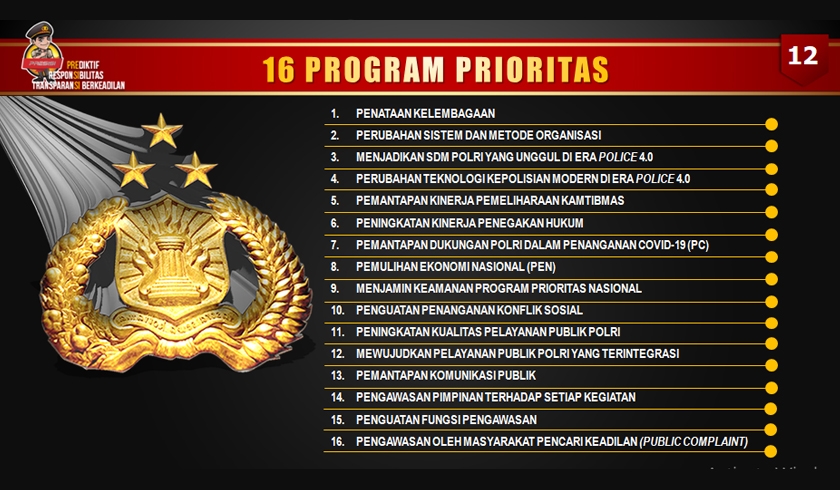 PRESISI
PREDIKTIF
RESPONSIBILITAS
TRANSPARANSI BERKEADILAN
16 PROGRAM PRIORITAS
12
1. PENATAAN KELEMBAGAAN
2. PERUBAHAN SISTEM DAN METODE ORGANISASI
3. MENJADIKAN SDM POLRI YANG UNGGUL DI ERA POLICE 4.0
4. PERUBAHAN TEKNOLOGI KEPOLISIAN MODERN DI ERA POLICE 4.0
5. PEMANTAPAN KINERJA PEMELIHARAAN KAMTIBMAS
6. PENINGKATAN KINERJA PENEGAKAN HUKUM
7. PEMANTAPAN DUKUNGAN POLRI DALAM PENANGANAN COVID-19 (PC)
8. PEMULIHAN EKONOMI NASIONAL (PEN)
9. MENJAMIN KEAMANAN PROGRAM PRIORITAS NASIONAL
10. PENGUATAN PENANGANAN KONFLIK SOSIAL
11. PENINGKATAN KUALITAS PELAYANAN PUBLIK POLRI
12. MEWUJUDKAN PELAYANAN PUBLIK POLRI YANG TERINTEGRASI
13. PEMANTAPAN KOMUNIKASI PUBLIK
14. PENGAWASAN PIMPINAN TERHADAP SETIAP KEGIATAN
15. PENGUATAN FUNGSI PENGAWASAN
16. PENGAWASAN OLEH MASYARAKAT PENCARI KEADILAN (PUBLIC COMPLAINT)